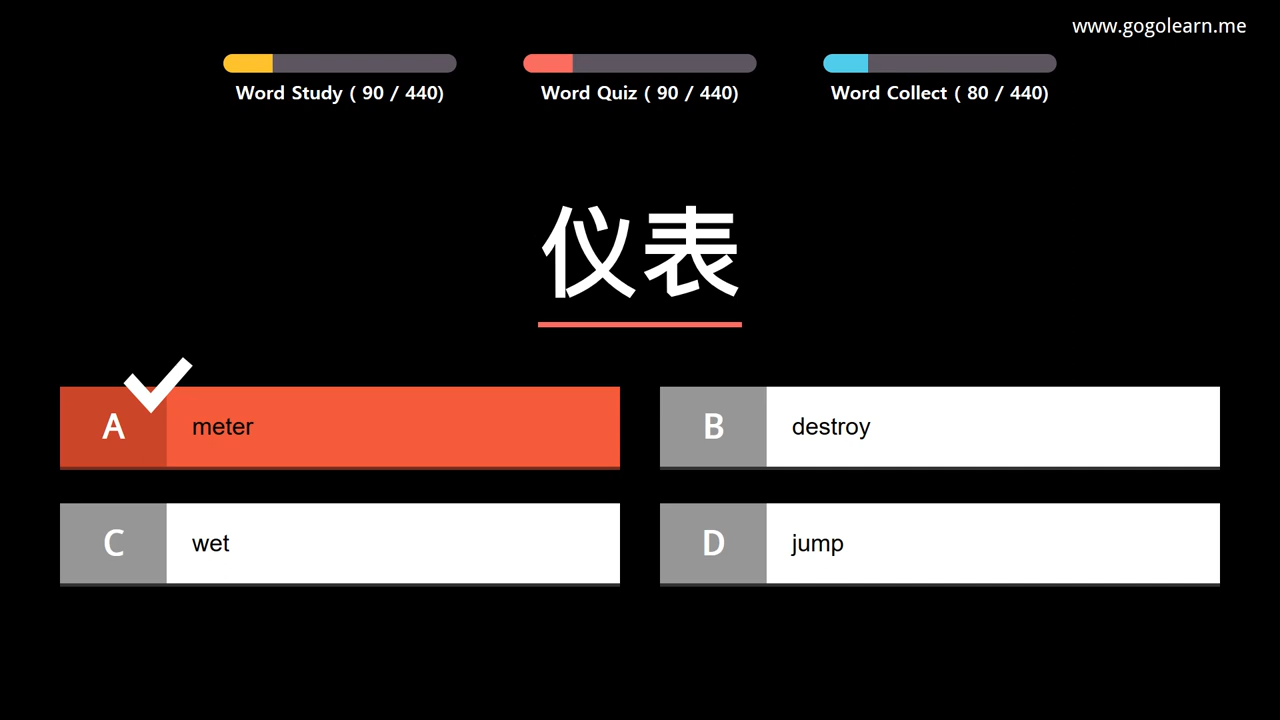 www.gogolearn.me
Word Study ( 90 / 440)
Word Quiz ( 90 / 440)
Word Collect ( 80 / 440)
仪表
A meter
B destroy
C wet
D jump